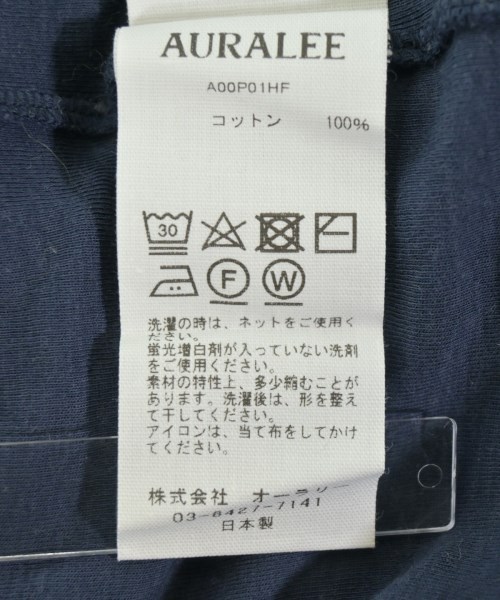 AURALEE
A00P01HF
コットン 100%
30
F W
洗濯の時は、ネットをご使用く
ださい。
蛍光増白剤が入っていない洗剤
をご使用ください。
素材の特性上、多少縮むことが
あります。洗濯後は、形を整え
て干してください。
アイロンは、当て布をしてかけ
てください。
株式会社 オーラリー
03-6427-7141
日本製